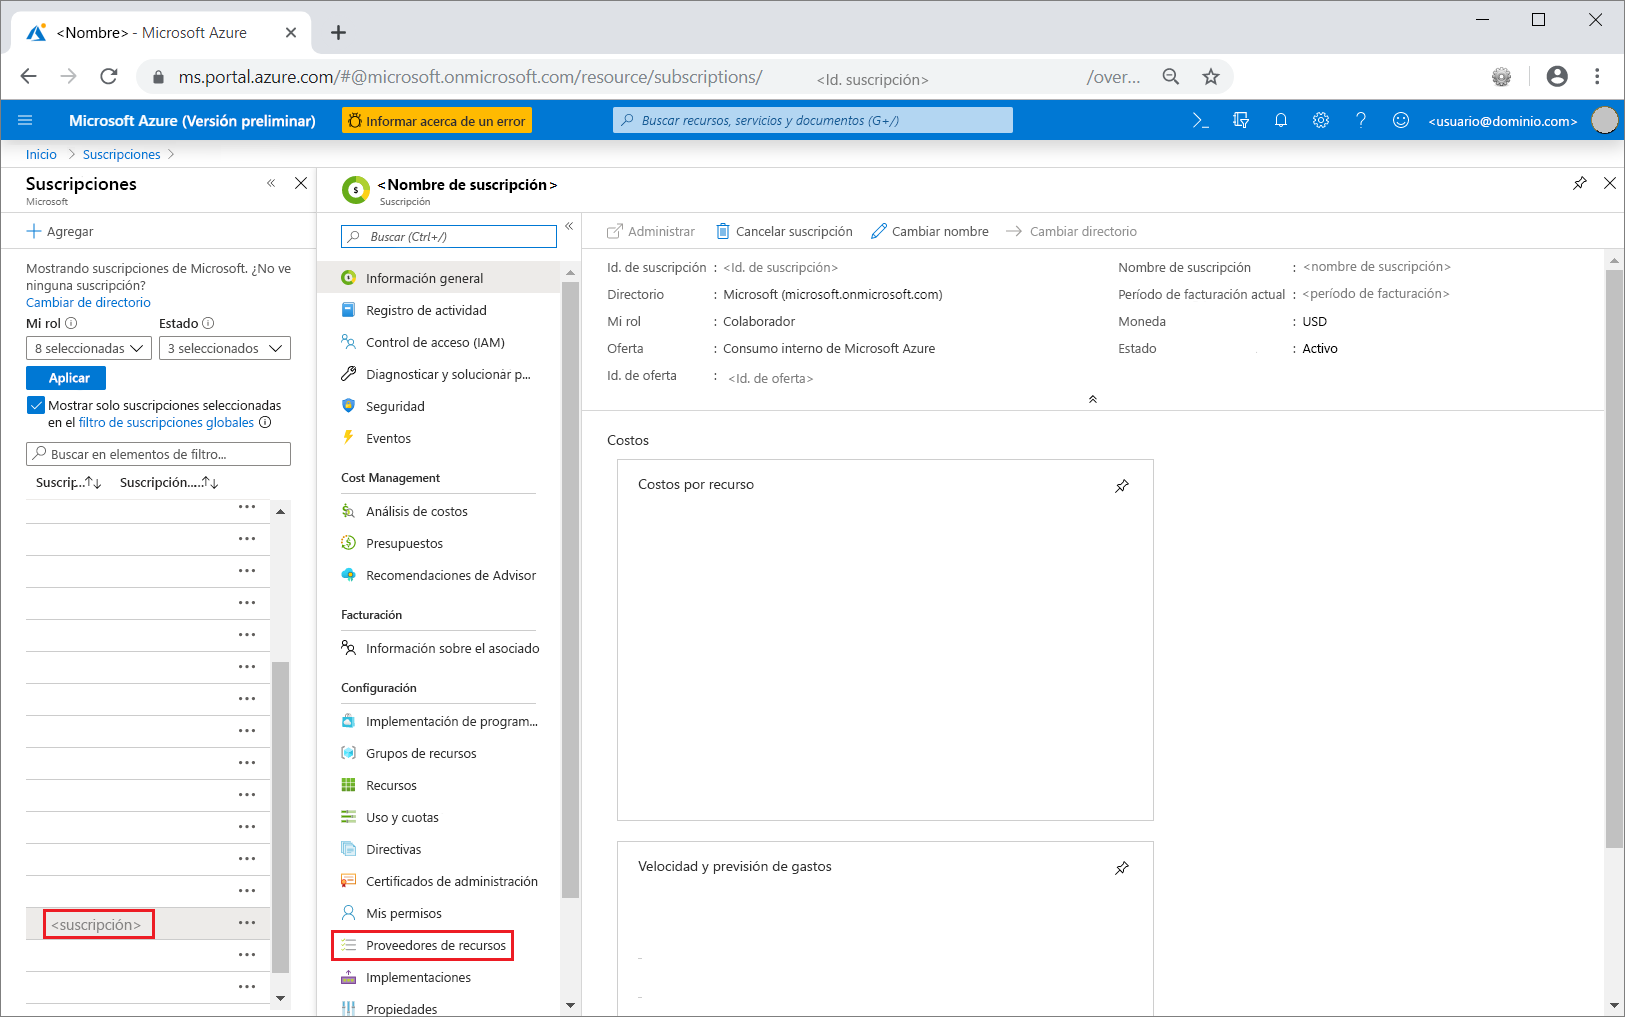 <Nombre> - Microsoft Azure
ms.portal.azure.com/#@microsoft.onmicrosoft.com/resource/subscriptions/ <Id. suscripción> /over...
Microsoft Azure (Versión preliminar)
Informar acerca de un error
Buscar recursos, servicios y documentos (G+/)
<usuario@dominio.com>
Inicio > Suscripciones >
Suscripciones
Microsoft
Agregar
Mostrando suscripciones de Microsoft. ¿No ve
ninguna suscripción?
Cambiar de directorio
Mi rol
Estado
8 seleccionadas
3 seleccionados
Aplicar
Mostrar solo suscripciones seleccionadas
en el filtro de suscripciones globales
Buscar en elementos de filtro...
Suscrip...↑↓
Suscripción.....↑↓
<suscripción>
<Nombre de suscripción>
Suscripción
Buscar (Ctrl+/)
Información general
Registro de actividad
Control de acceso (IAM)
Diagnosticar y solucionar p...
Seguridad
Eventos
Cost Management
Análisis de costos
Presupuestos
Recomendaciones de Advisor
Facturación
Información sobre el asociado
Configuración
Implementación de program...
Grupos de recursos
Recursos
Uso y cuotas
Directivas
Certificados de administración
Mis permisos
Proveedores de recursos
Implementaciones
Propiedades
Administrar
Cancelar suscripción
Cambiar nombre
Cambiar directorio
Id. de suscripción : <Id. de suscripción>
Directorio : Microsoft (microsoft.onmicrosoft.com)
Mi rol : Colaborador
Oferta : Consumo interno de Microsoft Azure
Id. de oferta : <Id. de oferta>
Nombre de suscripción : <nombre de suscripción>
Período de facturación actual : <período de facturación>
Moneda : USD
Estado : Activo
Costos
Costos por recurso
Velocidad y previsión de gastos